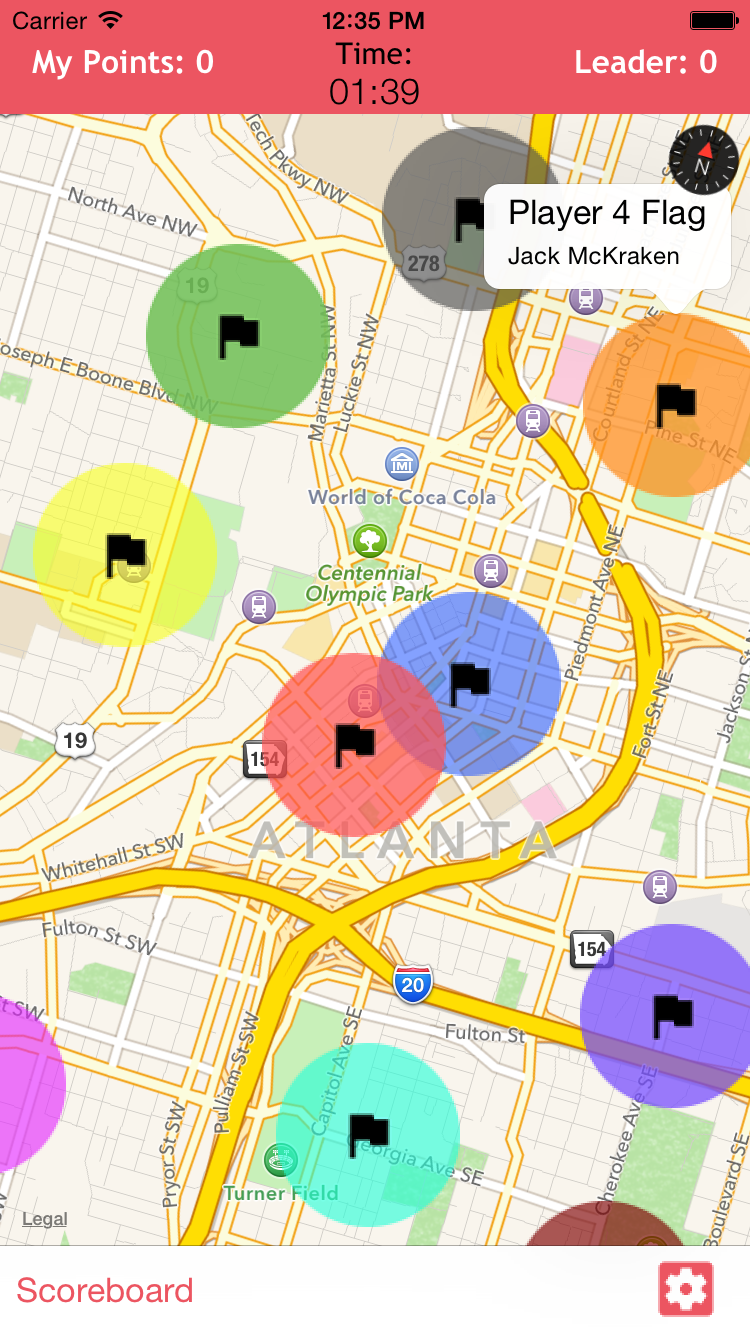 Carrier 12:35 PM
My Points: 0
Time:
01:39
Leader: 0
Tech Pkwy NW
North Ave NW
N
Player 4 Flag
Jack McKraken
278
19
Marietta St NW
Luckie St NW
Courtland St NE
oseph E Boone Blvd NW
Pine St NE
World of Coca Cola
Centennial
Olympic Park
Piedmont Ave NE
Jackson St N
Fort St NE
19
154
ATLANTA
Whitehall St SW
Fulton St SW
154
20
t SW
Fulton St
Pulliam St SW
Capitol Ave SE
Pryor St SW
Georgia Ave SE
Cherokee Ave SE
Boulevard SE
Turner Field
Legal
Scoreboard